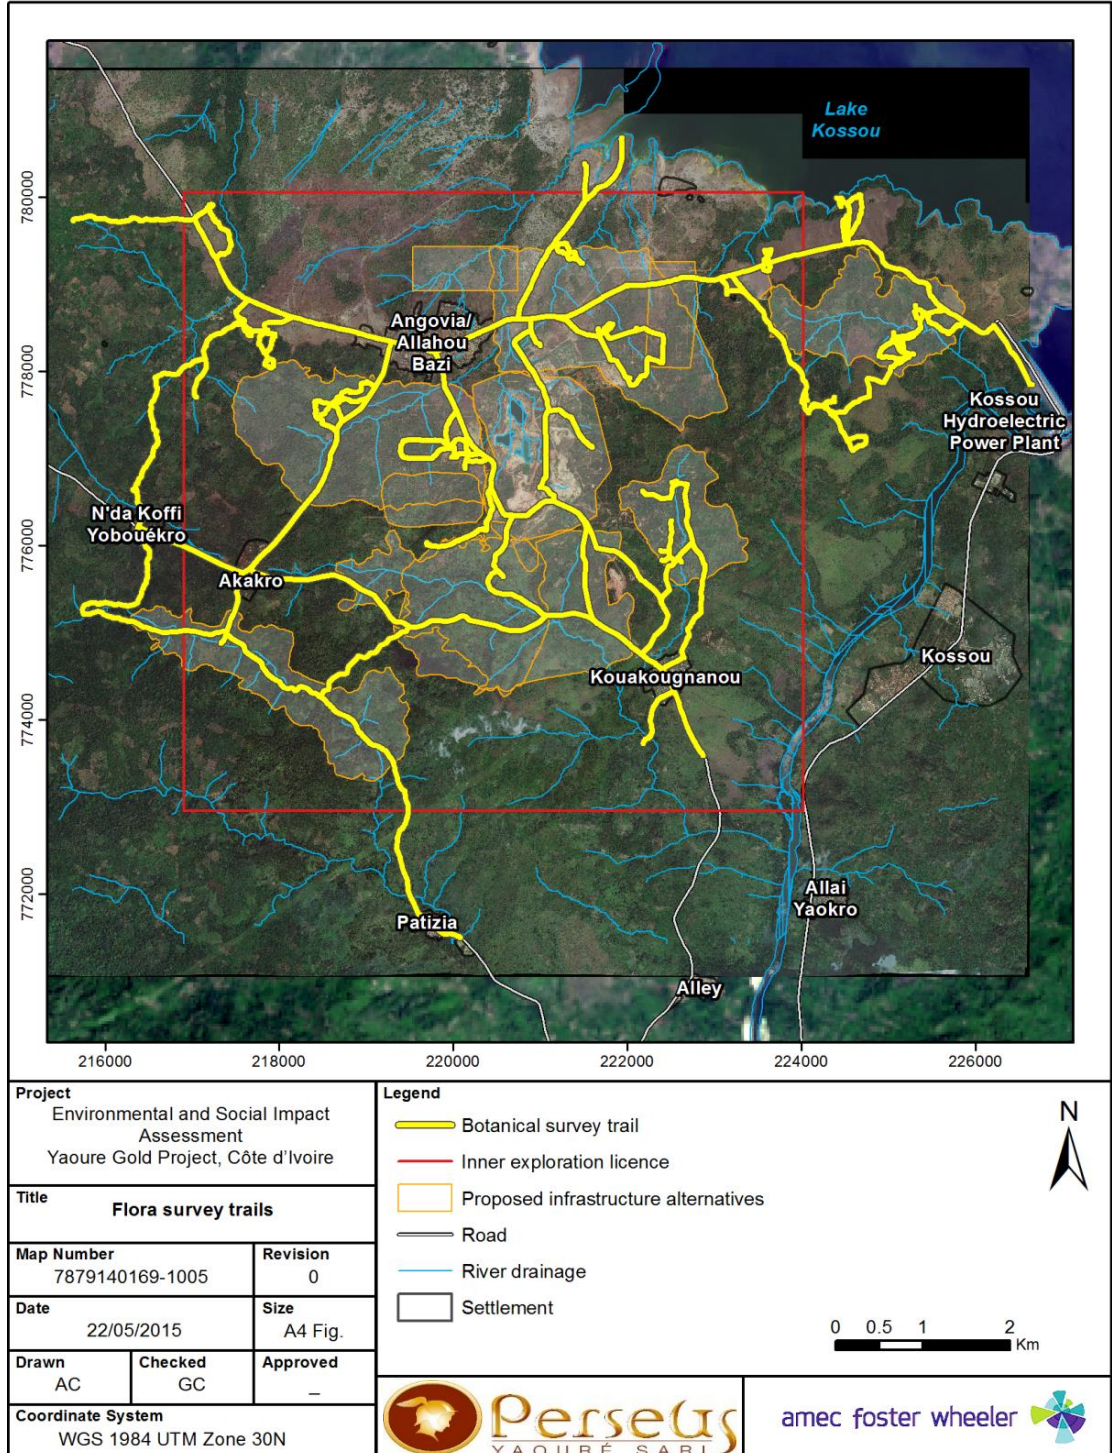 Lake
Kossou
780000
778000
776000
774000
772000
Angovia/
Allahou
Bazi
Kossou
Hydroelectric
Power Plant
N'da Koffi
Yobouékro
Akakro
Kossou
Kouakougnanou
Allai
Yaokro
Patizia
Alley
216000 218000 220000 222000 224000 226000
Project
Environmental and Social Impact
Assessment
Yaoure Gold Project, Côte d'Ivoire
Title
Flora survey trails
Map Number
7879140169-1005
Revision
0
Date
22/05/2015
Size
A4 Fig.
Drawn
AC
Checked
GC
Approved
_
Coordinate System
WGS 1984 UTM Zone 30N
Legend
Botanical survey trail
Inner exploration licence
Proposed infrastructure alternatives
Road
River drainage
Settlement
N
0 0.5 1 2
Km
Perseus
YAOURÉ SARL
amec foster wheeler